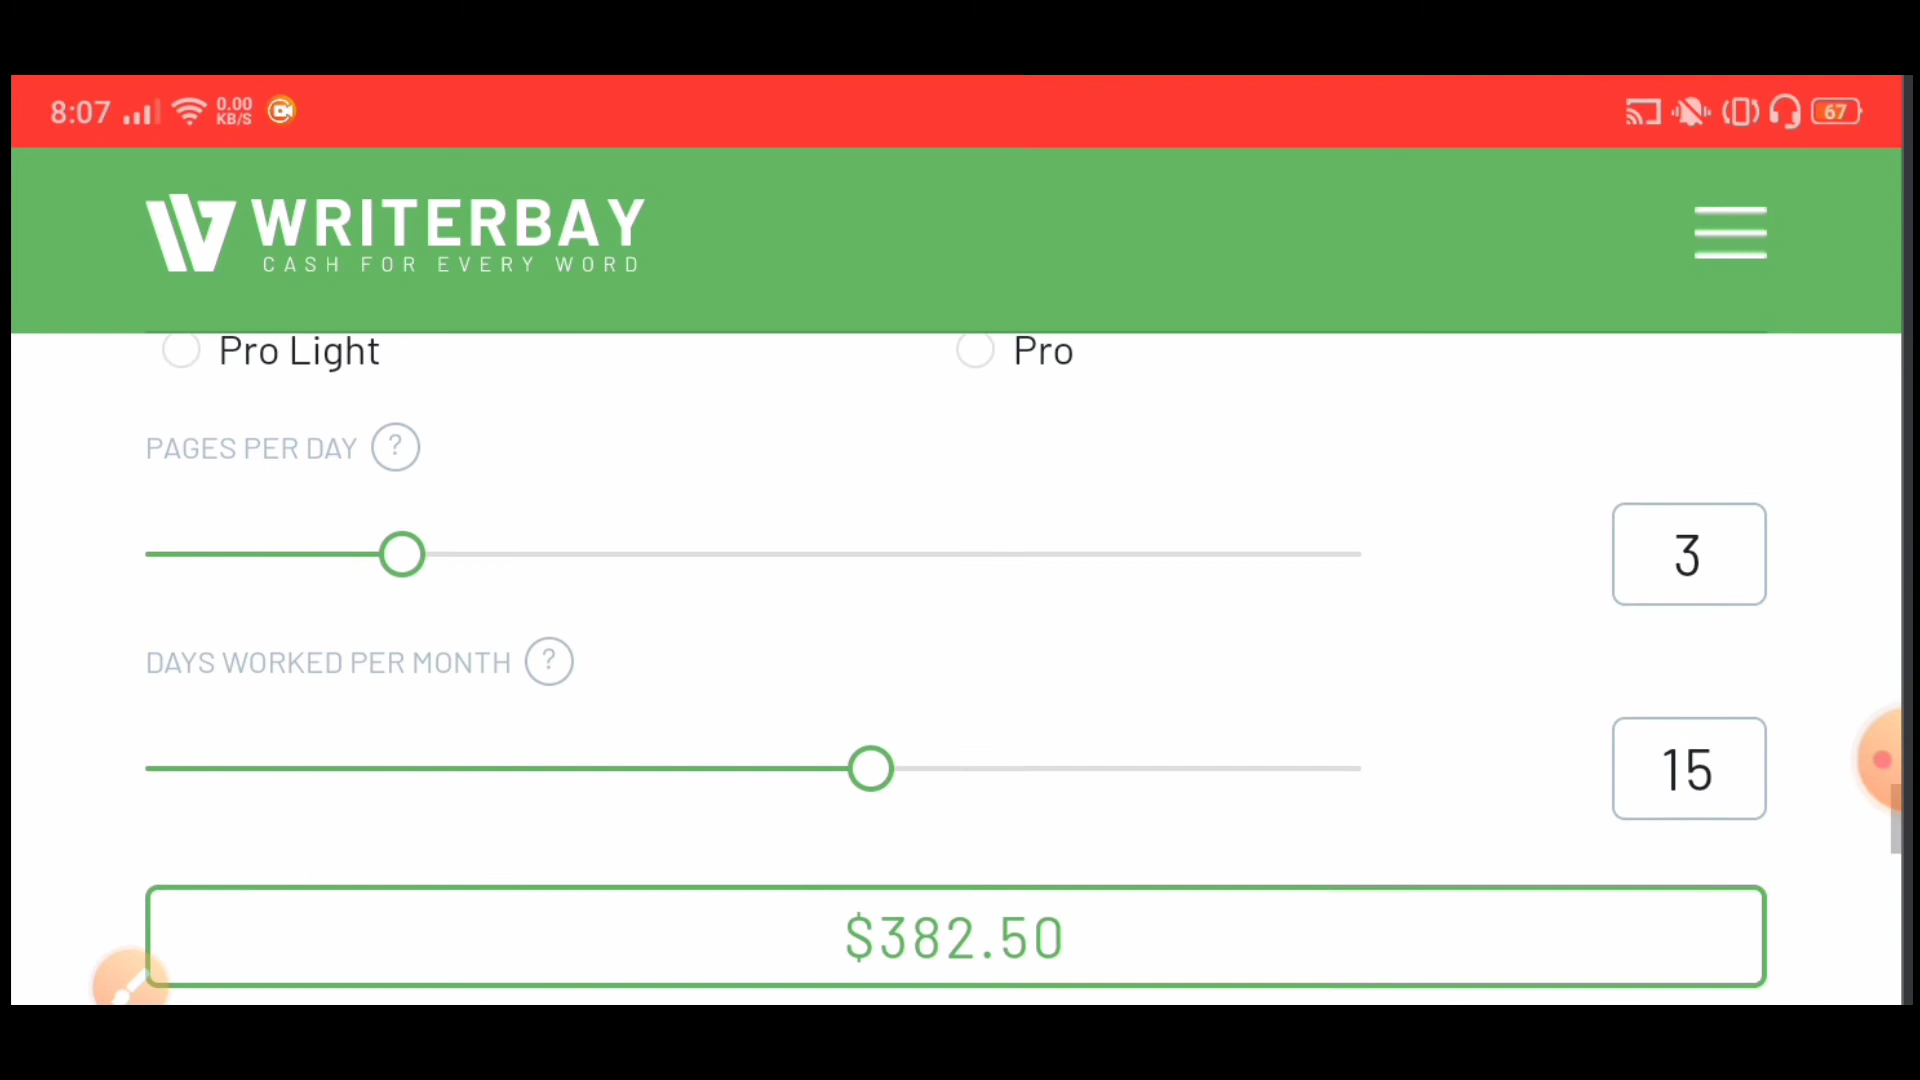 8:07 0.00 KB/S 67
WRITERBAY
CASH FOR EVERY WORD
Pro Light Pro
PAGES PER DAY ?
3
DAYS WORKED PER MONTH ?
15
$382.50